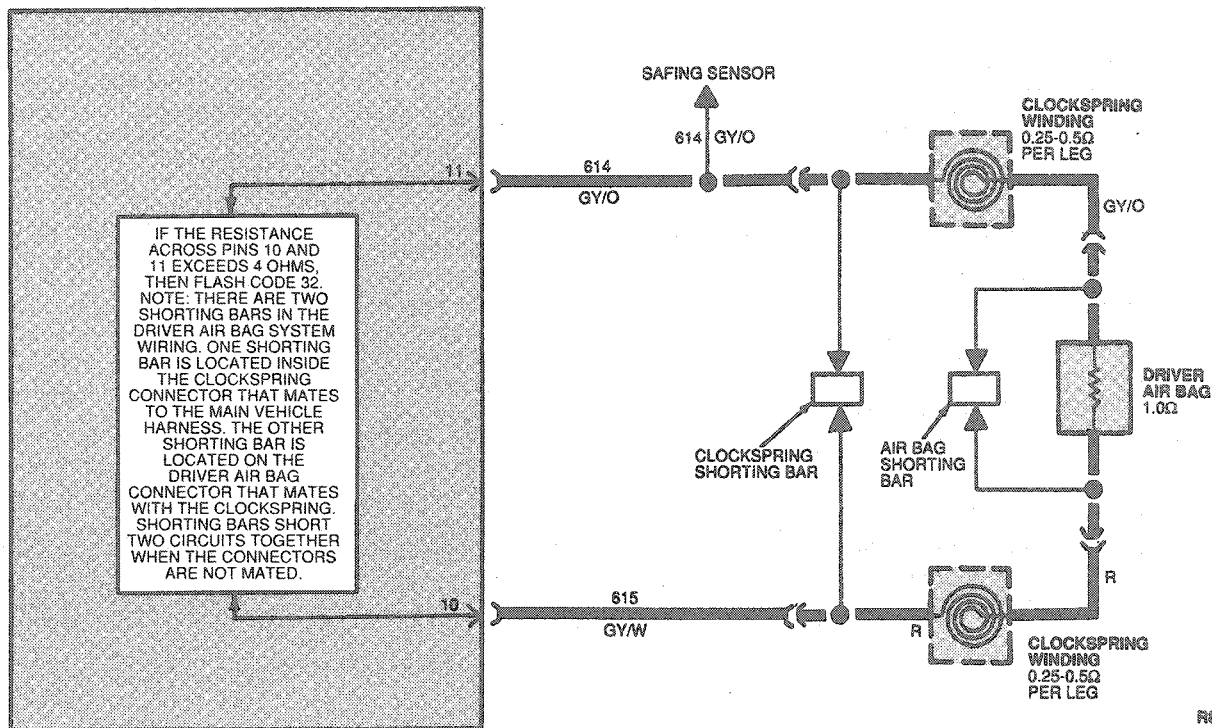 SAFING SENSOR
614 GY/O
CLOCKSPRING
WINDING
0.25-0.5Ω
PER LEG
11
614
GY/O
GY/O
IF THE RESISTANCE
ACROSS PINS 10 AND
11 EXCEEDS 4 OHMS,
THEN FLASH CODE 32.
NOTE: THERE ARE TWO
SHORTING BARS IN THE
DRIVER AIR BAG SYSTEM
WIRING. ONE SHORTING
BAR IS LOCATED INSIDE
THE CLOCKSPRING
CONNECTOR THAT MATES
TO THE MAIN VEHICLE
HARNESS. THE OTHER
SHORTING BAR IS
LOCATED ON THE
DRIVER AIR BAG
CONNECTOR THAT MATES
WITH THE CLOCKSPRING.
SHORTING BARS SHORT
TWO CIRCUITS TOGETHER
WHEN THE CONNECTORS
ARE NOT MATED.
DRIVER
AIR BAG
1.0Ω
CLOCKSPRING
SHORTING BAR
AIR BAG
SHORTING
BAR
10
615
GY/W
R
R
CLOCKSPRING
WINDING
0.25-0.5Ω
PER LEG